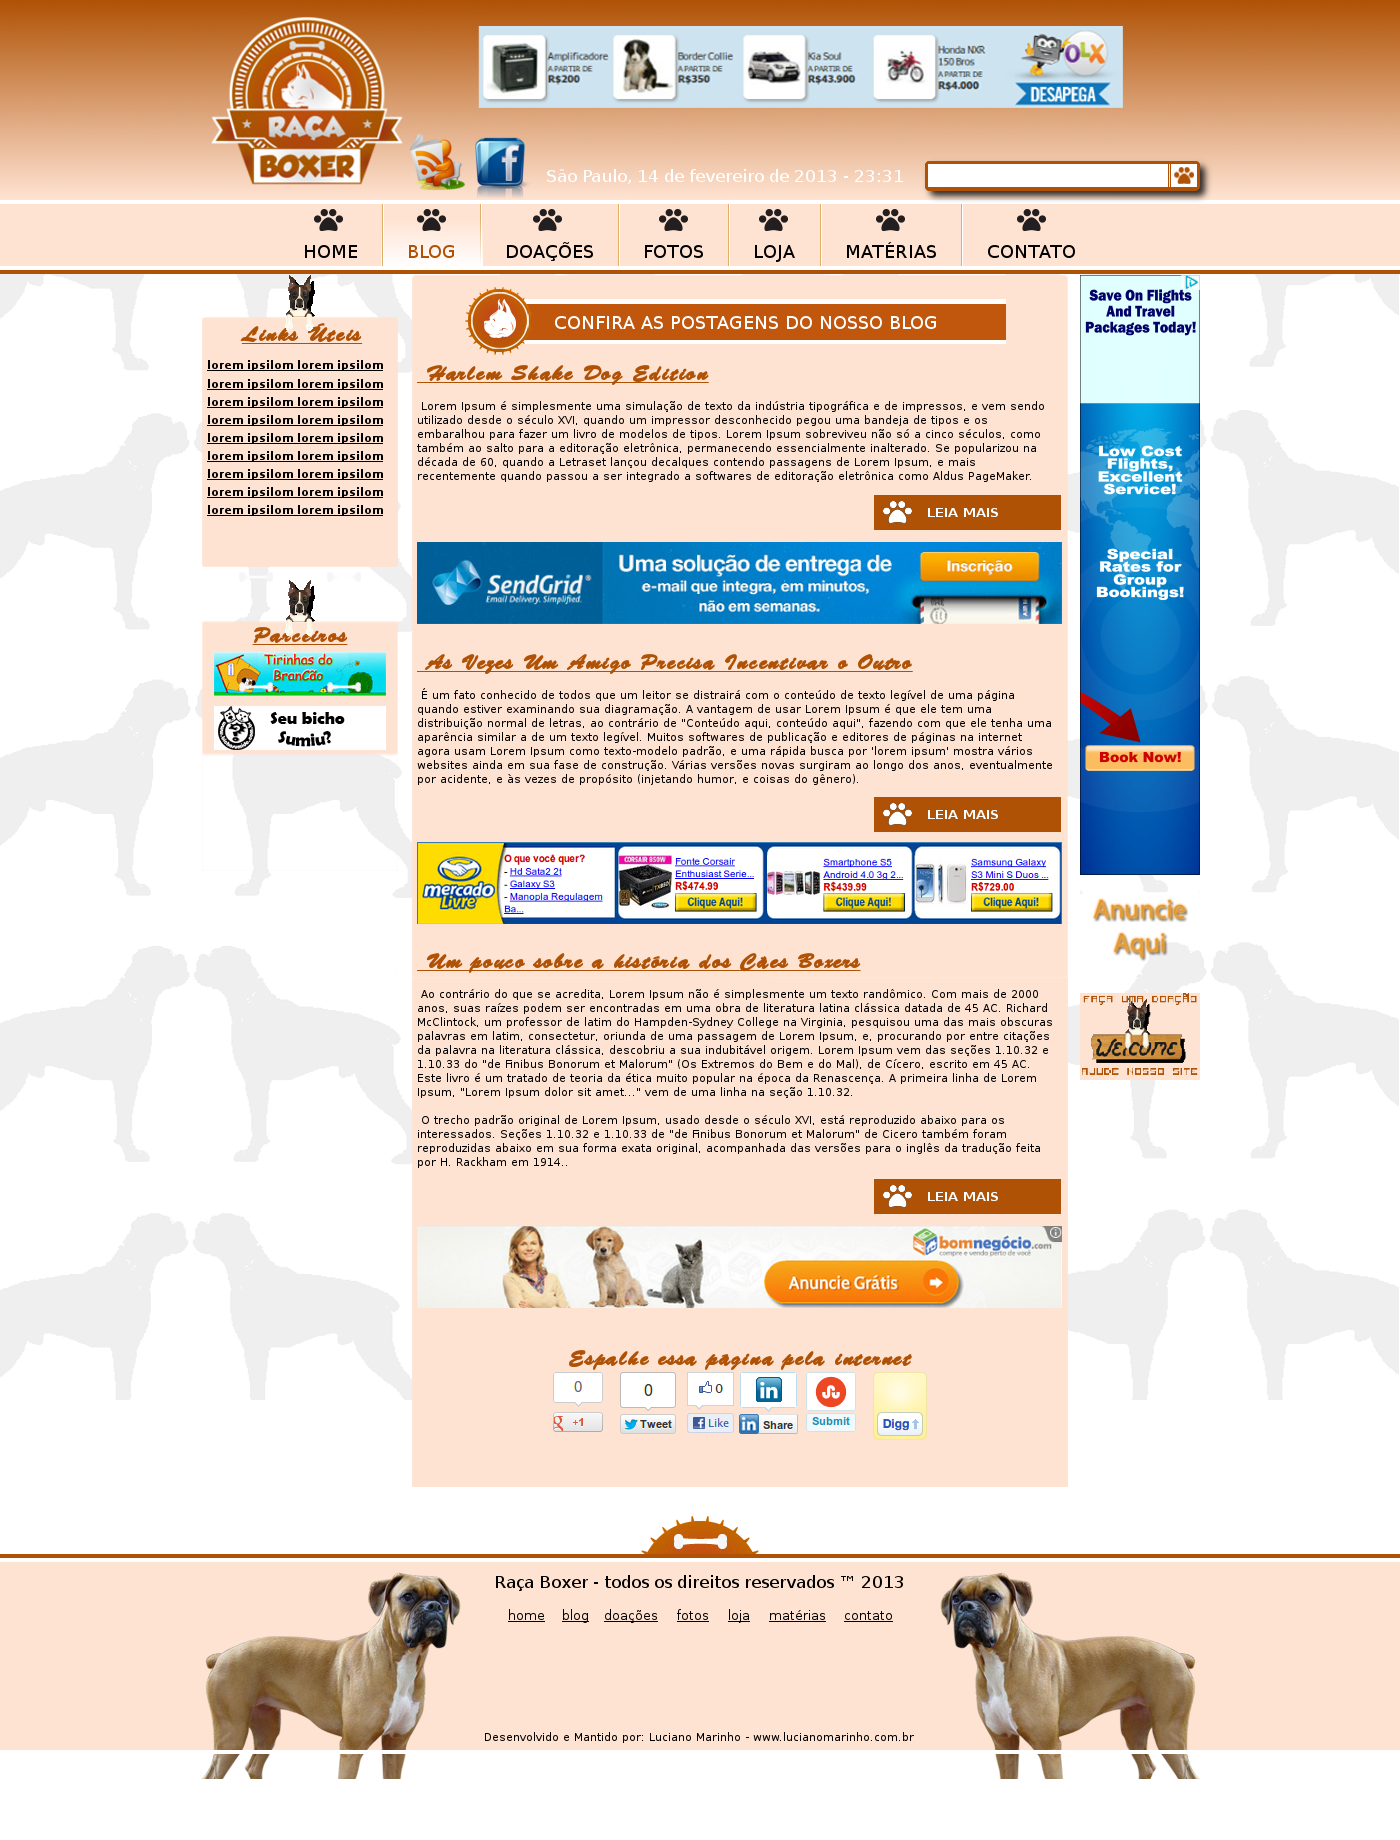 RAÇA
BOXER
Amplificadore
A PARTIR DE
R$200
Border Collie
A PARTIR DE
R$350
Kia Soul
A PARTIR DE
R$43.900
Honda NXR
150 Bros
A PARTIR DE
R$4.000
OLX
DESAPEGA
São Paulo, 14 de fevereiro de 2013 - 23:31
HOME
BLOG
DOAÇÕES
FOTOS
LOJA
MATÉRIAS
CONTATO
Links Úteis
lorem ipsilom lorem ipsilom
lorem ipsilom lorem ipsilom
lorem ipsilom lorem ipsilom
lorem ipsilom lorem ipsilom
lorem ipsilom lorem ipsilom
lorem ipsilom lorem ipsilom
lorem ipsilom lorem ipsilom
lorem ipsilom lorem ipsilom
lorem ipsilom lorem ipsilom
Parceiros
Tirinhas do
BranCão
Seu bicho
Sumiu?
CONFIRA AS POSTAGENS DO NOSSO BLOG
Harlem Shake Dog Edition
Lorem Ipsum é simplesmente uma simulação de texto da indústria tipográfica e de impressos, e vem sendo
utilizado desde o século XVI, quando um impressor desconhecido pegou uma bandeja de tipos e os
embaralhou para fazer um livro de modelos de tipos. Lorem Ipsum sobreviveu não só a cinco séculos, como
também ao salto para a editoração eletrônica, permanecendo essencialmente inalterado. Se popularizou na
década de 60, quando a Letraset lançou decalques contendo passagens de Lorem Ipsum, e mais
recentemente quando passou a ser integrado a softwares de editoração eletrônica como Aldus PageMaker.
LEIA MAIS
SendGrid
Email Delivery. Simplified.
Uma solução de entrega de
e-mail que integra, em minutos,
não em semanas.
Inscrição
As Vezes Um Amigo Precisa Incentivar o Outro
É um fato conhecido de todos que um leitor se distrairá com o conteúdo de texto legível de uma página
quando estiver examinando sua diagramação. A vantagem de usar Lorem Ipsum é que ele tem uma
distribuição normal de letras, ao contrário de "Conteúdo aqui, conteúdo aqui", fazendo com que ele tenha uma
aparência similar a de um texto legível. Muitos softwares de publicação e editores de páginas na internet
agora usam Lorem Ipsum como texto-modelo padrão, e uma rápida busca por 'lorem ipsum' mostra vários
websites ainda em sua fase de construção. Várias versões novas surgiram ao longo dos anos, eventualmente
por acidente, e às vezes de propósito (injetando humor, e coisas do gênero).
LEIA MAIS
mercado
Livre
O que você quer?
- Hd Sata2 2t
- Galaxy S3
- Manopla Regulagem
Ba...
CORSAIR 850W
Fonte Corsair
Enthusiast Serie...
R$474.99
Clique Aqui!
Smartphone S5
Android 4.0 3g 2...
R$439.99
Clique Aqui!
Samsung Galaxy
S3 Mini S Duos ...
R$729.00
Clique Aqui!
Um pouco sobre a história dos Cães Boxers
Ao contrário do que se acredita, Lorem Ipsum não é simplesmente um texto randômico. Com mais de 2000
anos, suas raízes podem ser encontradas em uma obra de literatura latina clássica datada de 45 AC. Richard
McClintock, um professor de latim do Hampden-Sydney College na Virginia, pesquisou uma das mais obscuras
palavras em latim, consectetur, oriunda de uma passagem de Lorem Ipsum, e, procurando por entre citações
da palavra na literatura clássica, descobriu a sua indubitável origem. Lorem Ipsum vem das seções 1.10.32 e
1.10.33 do "de Finibus Bonorum et Malorum" (Os Extremos do Bem e do Mal), de Cícero, escrito em 45 AC.
Este livro é um tratado de teoria da ética muito popular na época da Renascença. A primeira linha de Lorem
Ipsum, "Lorem Ipsum dolor sit amet..." vem de uma linha na seção 1.10.32.
O trecho padrão original de Lorem Ipsum, usado desde o século XVI, está reproduzido abaixo para os
interessados. Seções 1.10.32 e 1.10.33 de "de Finibus Bonorum et Malorum" de Cicero também foram
reproduzidas abaixo em sua forma exata original, acompanhada das versões para o inglês da tradução feita
por H. Rackham em 1914..
LEIA MAIS
bomnegócio.com
compre e venda perto de você
Anuncie Grátis
Espalhe essa página pela internet
0
+1
0
Tweet
0
Like
in
Share
Submit
Digg
Save On Flights
And Travel
Packages Today!
Low Cost
Flights,
Excellent
Service!
Special
Rates for
Group
Bookings!
Book Now!
Anuncie
Aqui
FAÇA UMA DOAÇÃO
WELCOME
AJUDE NOSSO SITE
Raça Boxer - todos os direitos reservados ™ 2013
home
blog
doações
fotos
loja
matérias
contato
Desenvolvido e Mantido por: Luciano Marinho - www.lucianomarinho.com.br